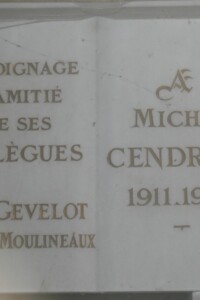 OIGNAGE
AMITIÉ
E SES
LÈGUES
GEVELOT
MOULINEAUX
Æ
MICH
CENDR
1911.19